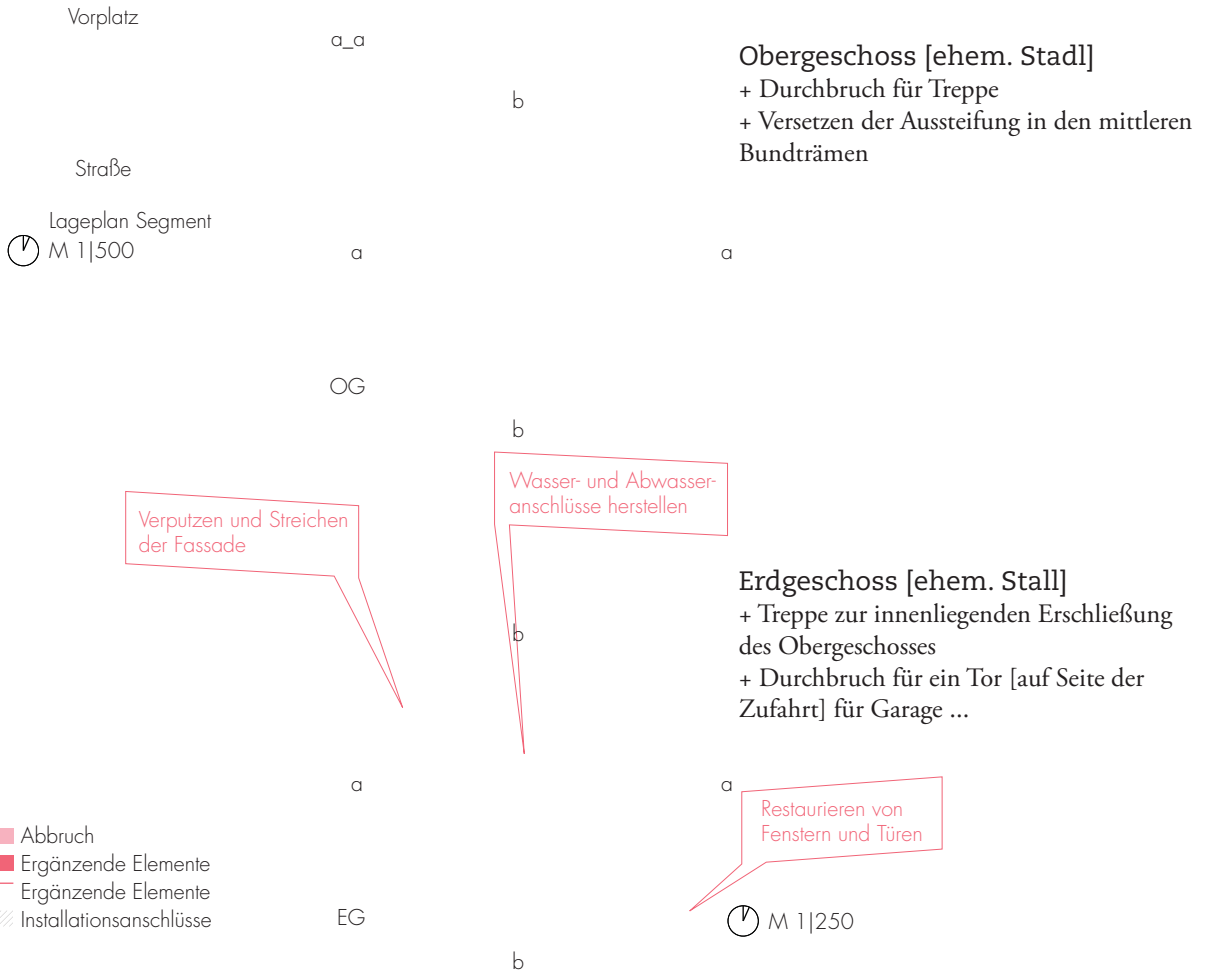 Vorplatz
a_a
b
Obergeschoss [ehem. Stadl]
+ Durchbruch für Treppe
+ Versetzen der Aussteifung in den mittleren
Bundträmen
Straße
Lageplan Segment
M 1|500
a
a
OG
b
Wasser- und Abwasser-
anschlüsse herstellen
Verputzen und Streichen
der Fassade
Erdgeschoss [ehem. Stall]
+ Treppe zur innenliegenden Erschließung
des Obergeschosses
+ Durchbruch für ein Tor [auf Seite der
Zufahrt] für Garage ...
b
a
a
Restaurieren von
Fenstern und Türen
Abbruch
Ergänzende Elemente
Ergänzende Elemente
Installationsanschlüsse
EG
M 1|250
b